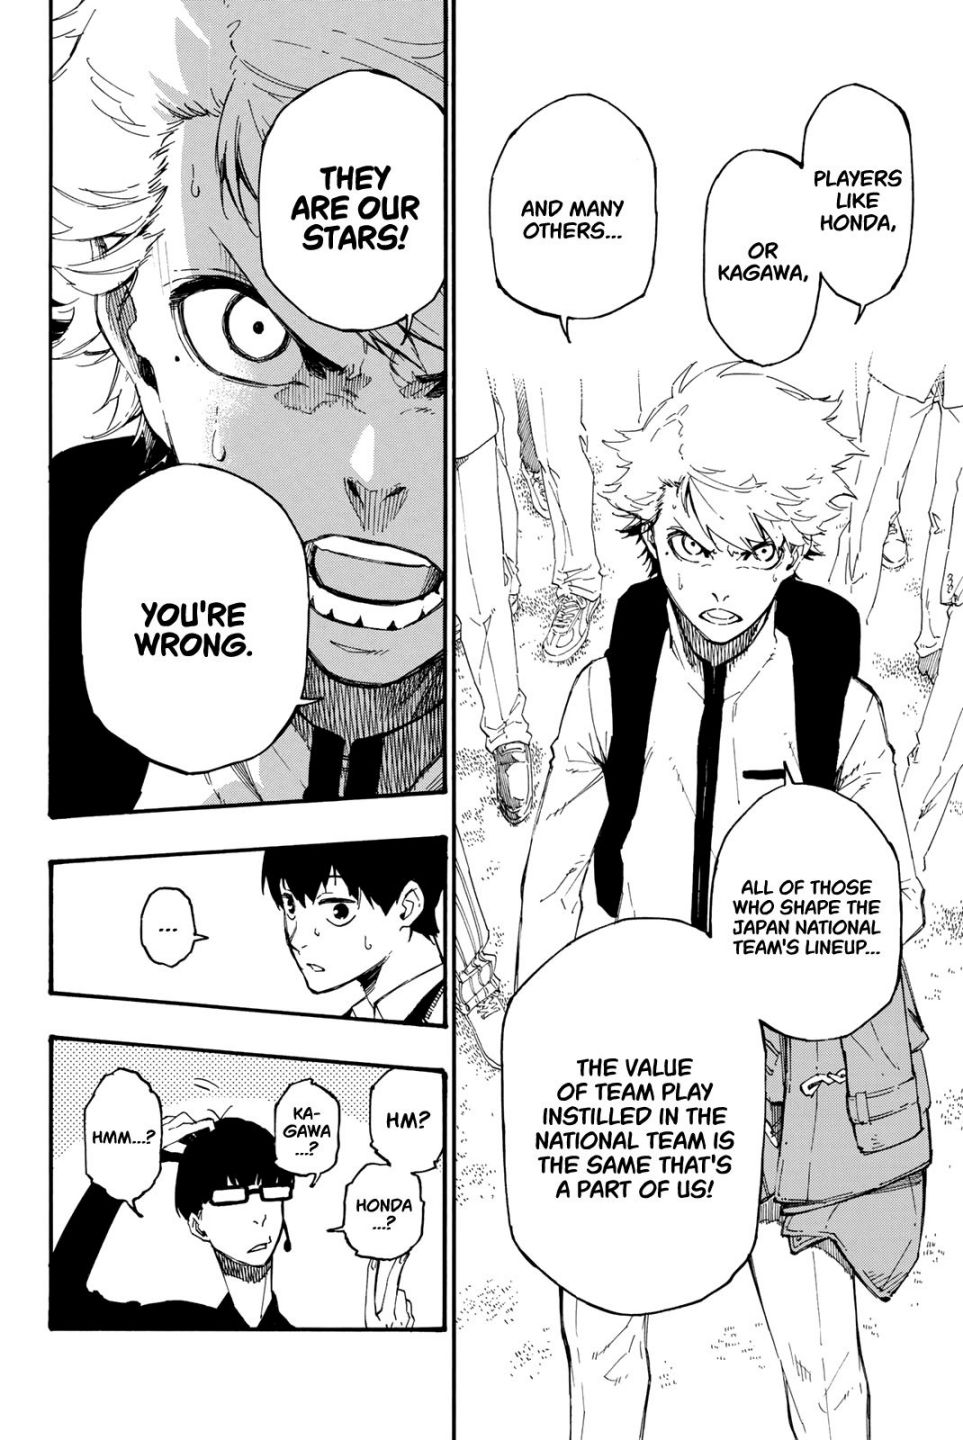 PLAYERS
LIKE
HONDA,
OR
KAGAWA,
AND MANY
OTHERS...
ALL OF THOSE
WHO SHAPE THE
JAPAN NATIONAL
TEAM'S LINEUP...
THE VALUE
OF TEAM PLAY
INSTILLED IN THE
NATIONAL TEAM IS
THE SAME THAT'S
A PART OF US!
THEY
ARE OUR
STARS!
YOU'RE
WRONG.
...
HM?
HONDA
...?
KA-
GAWA
...?
HMM...?